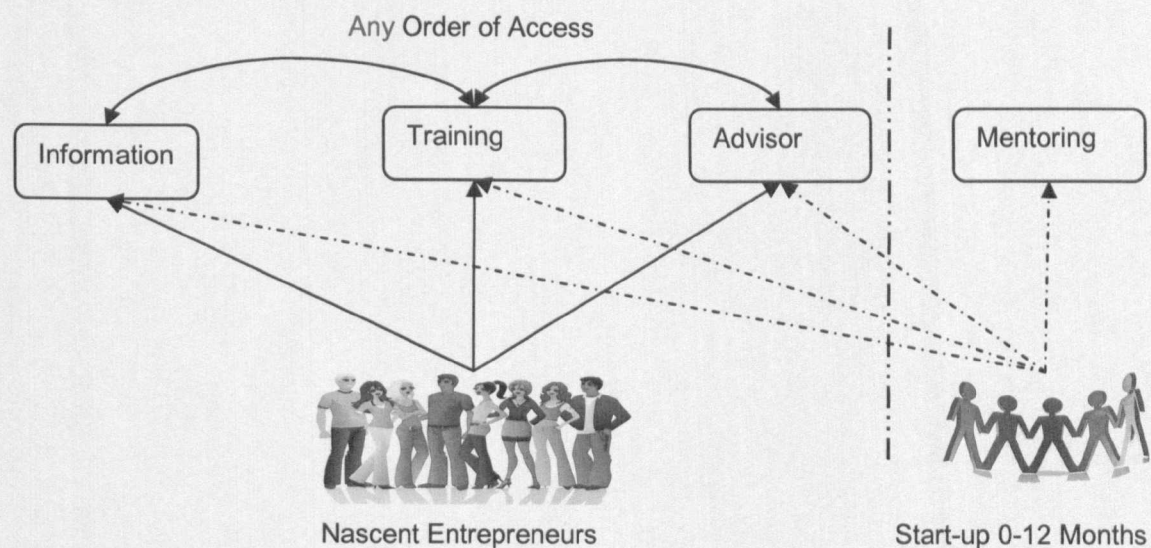 Any Order of Access
Information
Training
Advisor
Mentoring
Nascent Entrepreneurs
Start-up 0-12 Months